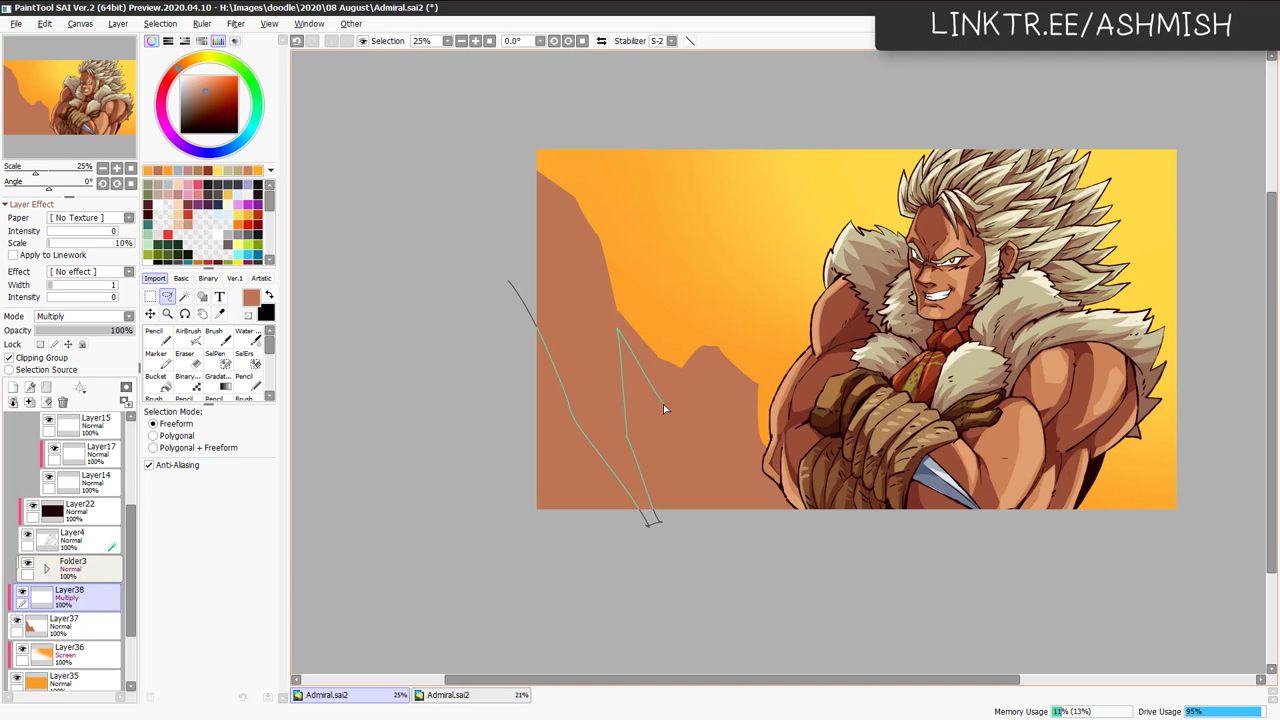 PaintTool SAI Ver.2 (64bit) Preview.2020.04.10 - H:\Images\doodle\2020\08 August\Admiral.sai2 (*)
LINKTR.EE/ASHMISH
File Edit Canvas Layer Selection Ruler Filter View Window Other
Selection 25% 0.0° Stabilizer S-2
Scale 25%
Angle 0°
Layer Effect
Paper [ No Texture ]
Intensity 0
Scale 10%
Apply to Linework
Effect [ No effect ]
Width 1
Intensity 0
Mode Multiply
Opacity 100%
Lock
Clipping Group
Selection Source
Layer15
Normal
100%
Layer17
Normal
100%
Layer14
Normal
100%
Layer22
Normal
100%
Layer4
Normal
100%
Folder3
Normal
100%
Layer38
Multiply
100%
Layer37
Normal
100%
Layer36
Screen
100%
Layer35
Normal
Import Basic Binary Ver.1 Artistic
T
Pencil AirBrush Brush Water ...
Marker Eraser SelPen SelErs
Bucket Binary... Gradat... Pencil
Brush Brush Brush Brush
Selection Mode:
Freeform
Polygonal
Polygonal + Freeform
Anti-Aliasing
Admiral.sai2 25% Admiral.sai2 21%
Memory Usage 11% (13%) Drive Usage 95%